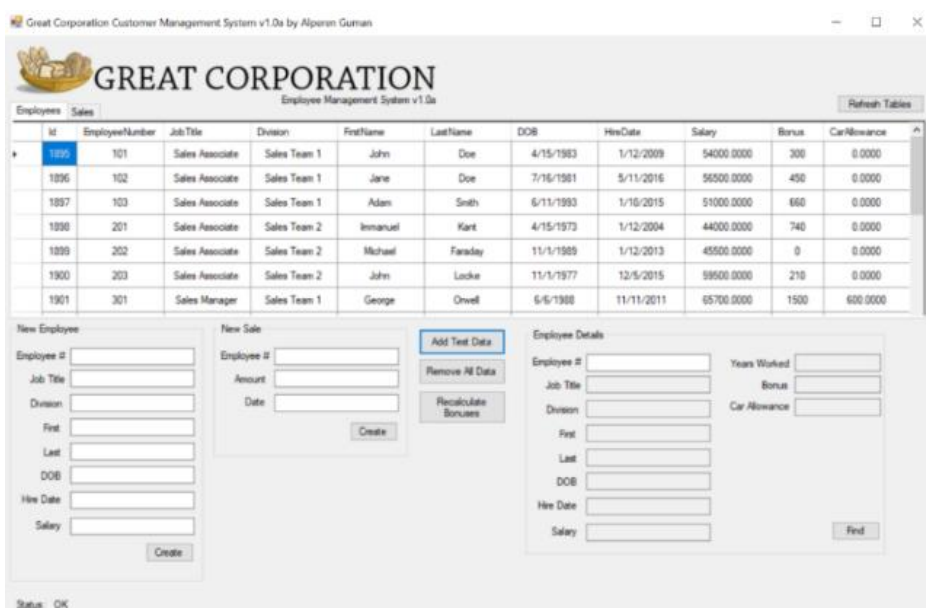 Great Corporation Customer Management System v1.0a by Alperen Guman
GREAT CORPORATION
Employee Management System v1.0a
Employees Sales
Refresh Tables
Id EmployeeNumber JobTitle Division FirstName LastName DOB HireDate Salary Bonus CarAllowance
1895 101 Sales Associate Sales Team 1 John Doe 4/15/1983 1/12/2009 54000.0000 300 0.0000
1896 102 Sales Associate Sales Team 1 Jane Doe 7/16/1981 5/11/2016 56500.0000 450 0.0000
1897 103 Sales Associate Sales Team 1 Adam Smith 6/11/1993 1/10/2015 51000.0000 660 0.0000
1898 201 Sales Associate Sales Team 2 Immanuel Kant 4/15/1973 1/12/2004 44000.0000 740 0.0000
1899 202 Sales Associate Sales Team 2 Michael Faraday 11/1/1989 1/12/2013 45500.0000 0 0.0000
1900 203 Sales Associate Sales Team 2 John Locke 11/1/1977 12/5/2015 59500.0000 210 0.0000
1901 301 Sales Manager Sales Team 1 George Orwell 6/6/1988 11/11/2011 65700.0000 1500 600.0000
New Employee
Employee #
Job Title
Division
First
Last
DOB
Hire Date
Salary
Create
New Sale
Employee #
Amount
Date
Create
Add Test Data
Remove All Data
Recalculate
Bonuses
Employee Details
Employee #
Job Title
Division
First
Last
DOB
Hire Date
Salary
Years Worked
Bonus
Car Allowance
Find
Status: OK